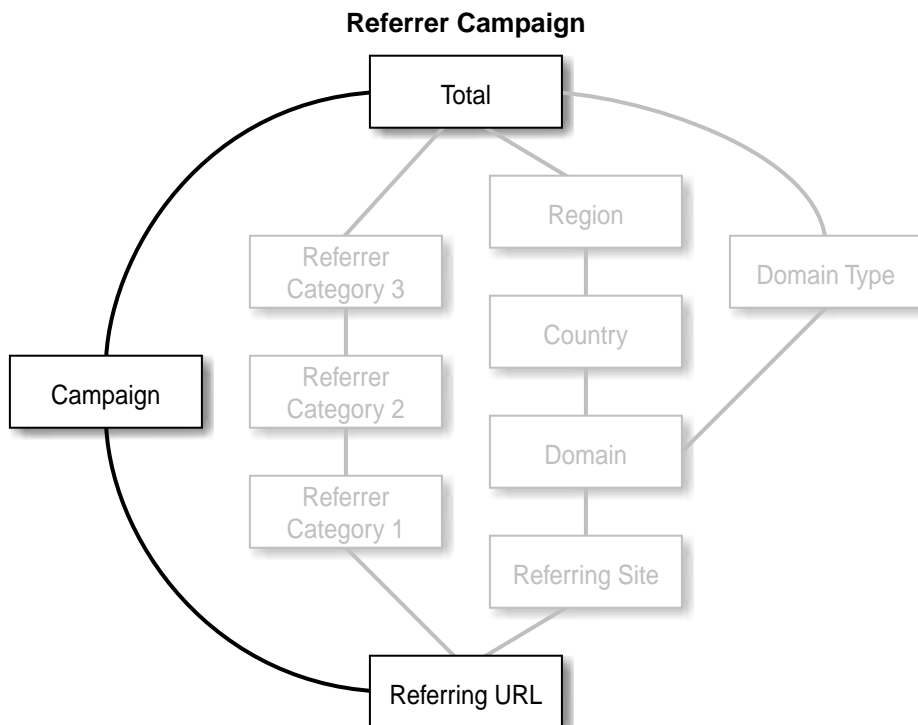 Referrer Campaign
Total
Region
Referrer
Category 3
Domain Type
Country
Campaign
Referrer
Category 2
Domain
Referrer
Category 1
Referring Site
Referring URL